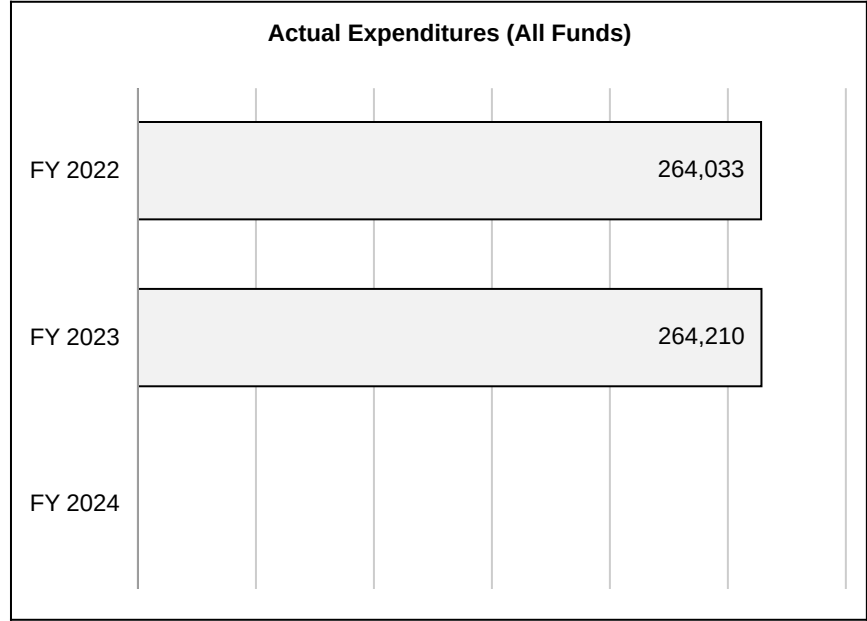 Actual Expenditures (All Funds)
FY 2022
264,033
FY 2023
264,210
FY 2024